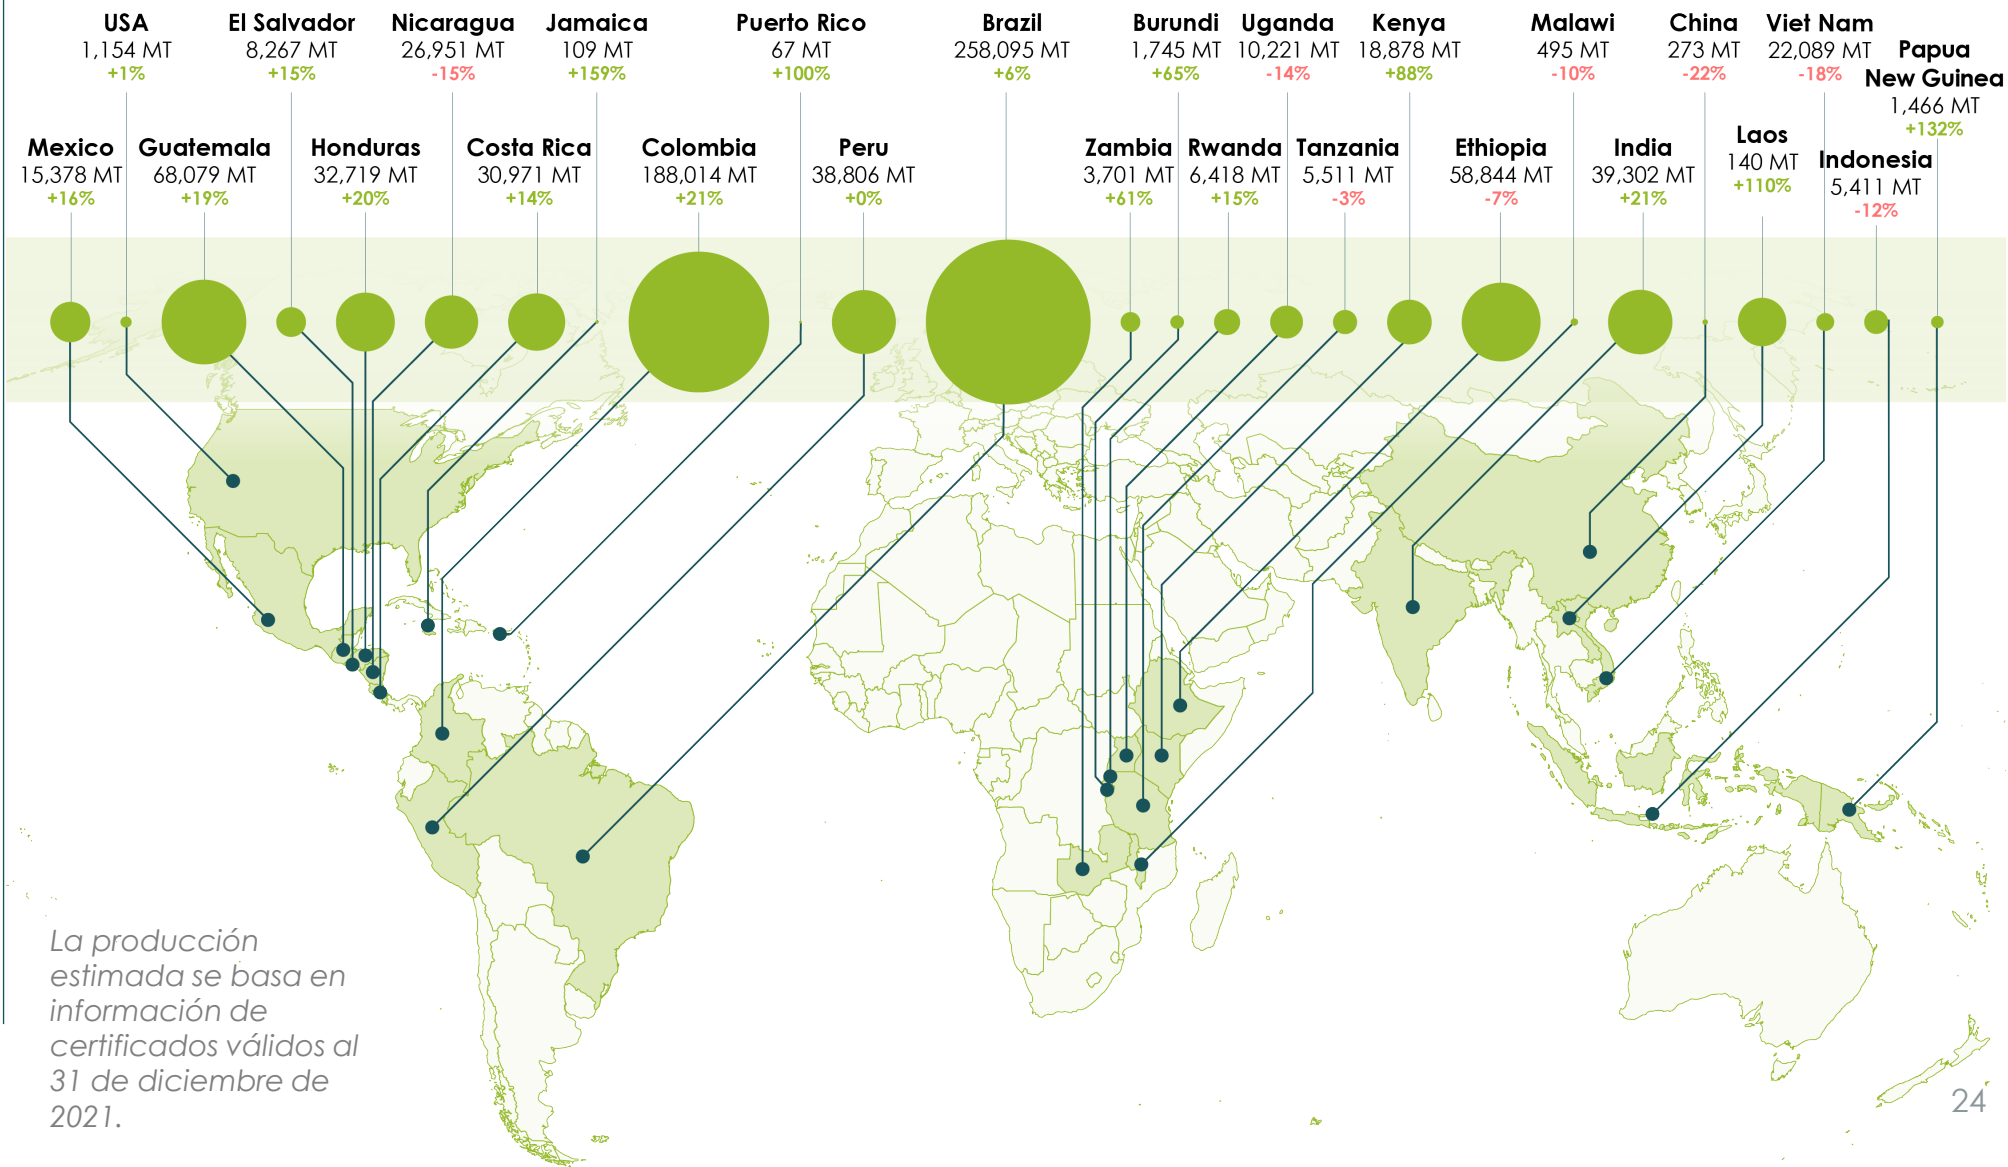 USA
1,154 MT
+1%
El Salvador
8,267 MT
+15%
Nicaragua
26,951 MT
-15%
Jamaica
109 MT
+159%
Puerto Rico
67 MT
+100%
Brazil
258,095 MT
+6%
Burundi
1,745 MT
+65%
Uganda
10,221 MT
-14%
Kenya
18,878 MT
+88%
Malawi
495 MT
-10%
China
273 MT
-22%
Viet Nam
22,089 MT
-18%
Papua
New Guinea
1,466 MT
+132%
Mexico
15,378 MT
+16%
Guatemala
68,079 MT
+19%
Honduras
32,719 MT
+20%
Costa Rica
30,971 MT
+14%
Colombia
188,014 MT
+21%
Peru
38,806 MT
+0%
Zambia
3,701 MT
+61%
Rwanda
6,418 MT
+15%
Tanzania
5,511 MT
-3%
Ethiopia
58,844 MT
-7%
India
39,302 MT
+21%
Laos
140 MT
+110%
Indonesia
5,411 MT
-12%
La producción
estimada se basa en
información de
certificados válidos al
31 de diciembre de
2021.
24